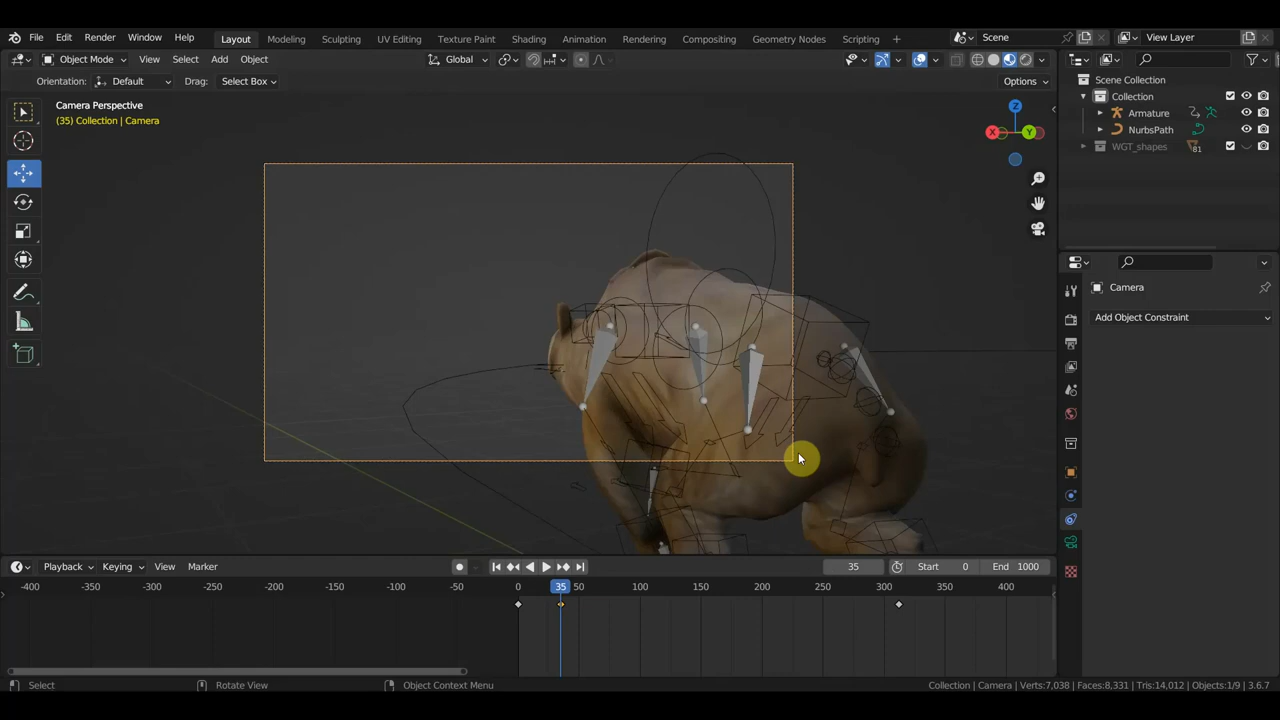 File Edit Render Window Help Layout Modeling Sculpting UV Editing Texture Paint Shading Animation Rendering Compositing Geometry Nodes Scripting + Scene View Layer
Object Mode View Select Add Object Global
Orientation: Default Drag: Select Box Options
Camera Perspective
(35) Collection | Camera
X Y Z
Scene Collection
Collection
Armature
NurbsPath
WGT_shapes 81
Camera
Add Object Constraint
Playback Keying View Marker 35 Start 0 End 1000
-400 -350 -300 -250 -200 -150 -100 -50 0 35 50 100 150 200 250 300 350 400
Select Rotate View Object Context Menu Collection | Camera | Verts:7,038 | Faces:8,331 | Tris:14,012 | Objects:1/9 | 3.6.7